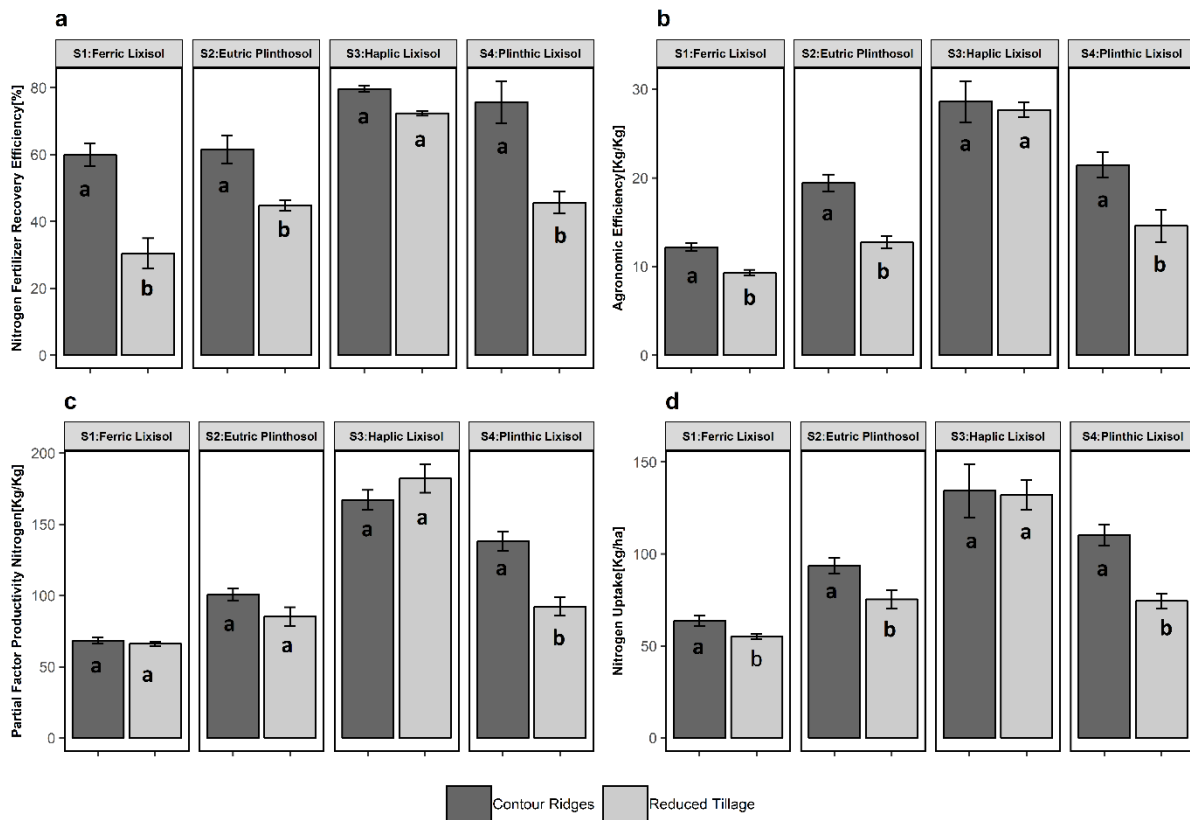 a
S1:Ferric Lixisol S2:Eutric Plinthosol S3:Haplic Lixisol S4:Plinthic Lixisol
Nitrogen Fertilizer Recovery Efficiency[%]
80
60
40
20
0
a b a b a a a b
b
S1:Ferric Lixisol S2:Eutric Plinthosol S3:Haplic Lixisol S4:Plinthic Lixisol
Agronomic Efficiency[Kg/Kg]
30
20
10
0
a b a b a a a b
c
S1:Ferric Lixisol S2:Eutric Plinthosol S3:Haplic Lixisol S4:Plinthic Lixisol
Partial Factor Productivity Nitrogen[Kg/Kg]
200
150
100
50
0
a a a a a a a b
d
S1:Ferric Lixisol S2:Eutric Plinthosol S3:Haplic Lixisol S4:Plinthic Lixisol
Nitrogen Uptake[Kg/ha]
150
100
50
0
a b a b a a a b
Contour Ridges Reduced Tillage